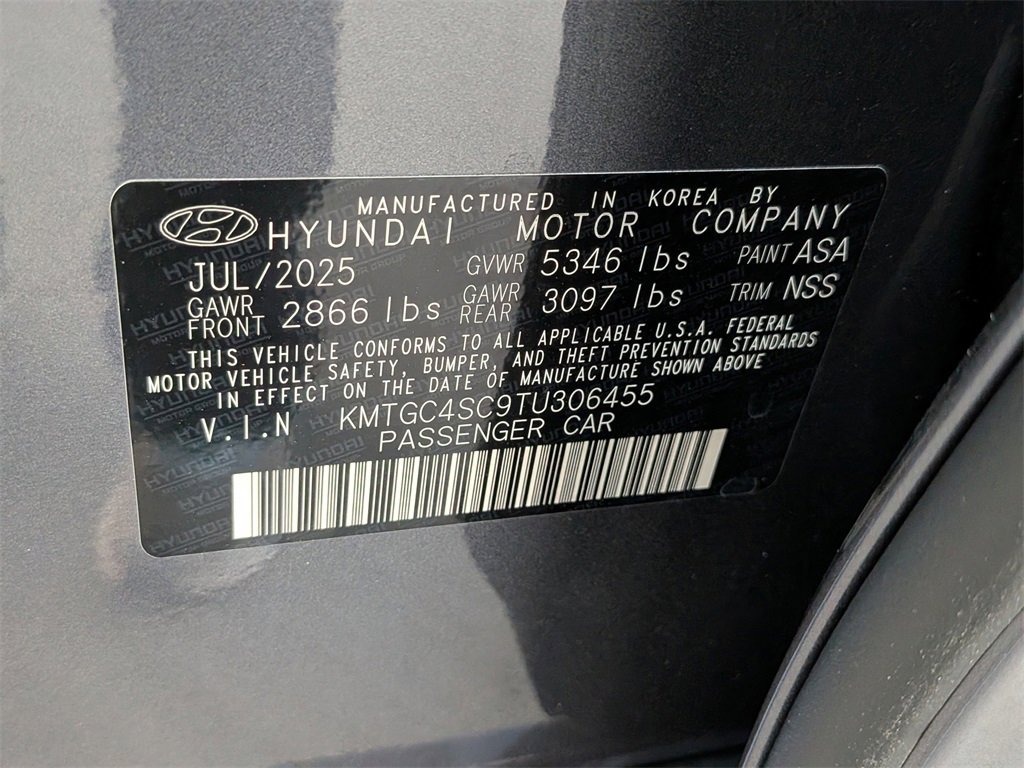 MANUFACTURED IN KOREA BY
HYUNDAI MOTOR COMPANY
JUL/2025 GVWR 5346 lbs PAINT ASA
GAWR FRONT 2866 lbs GAWR REAR 3097 lbs TRIM NSS
THIS VEHICLE CONFORMS TO ALL APPLICABLE U.S.A. FEDERAL
MOTOR VEHICLE SAFETY, BUMPER, AND THEFT PREVENTION STANDARDS
IN EFFECT ON THE DATE OF MANUFACTURE SHOWN ABOVE
V.I.N KMTGC4SC9TU306455
PASSENGER CAR